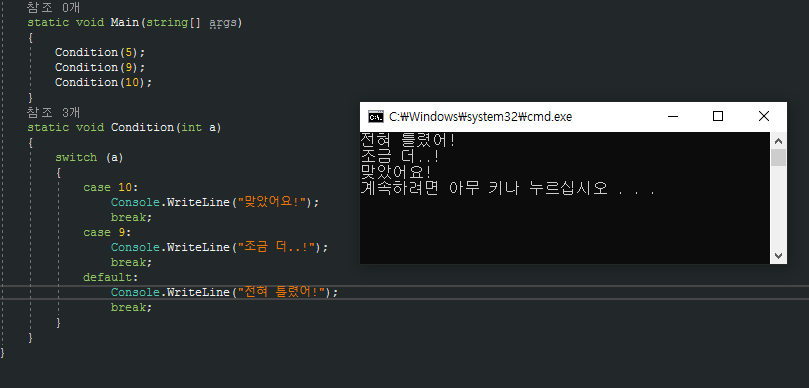 참조 0개
static void Main(string[] args)
{
Condition(5);
Condition(9);
Condition(10);
}
참조 3개
static void Condition(int a)
{
switch (a)
{
case 10:
Console.WriteLine("맞았어요!");
break;
case 9:
Console.WriteLine("조금 더..!");
break;
default:
Console.WriteLine("전혀 틀렸어!");
break;
}
}
}
C:₩Windows₩system32₩cmd.exe
전혀 틀렸어!
조금 더..!
맞았어요!
계속하려면 아무 키나 누르십시오 . . .